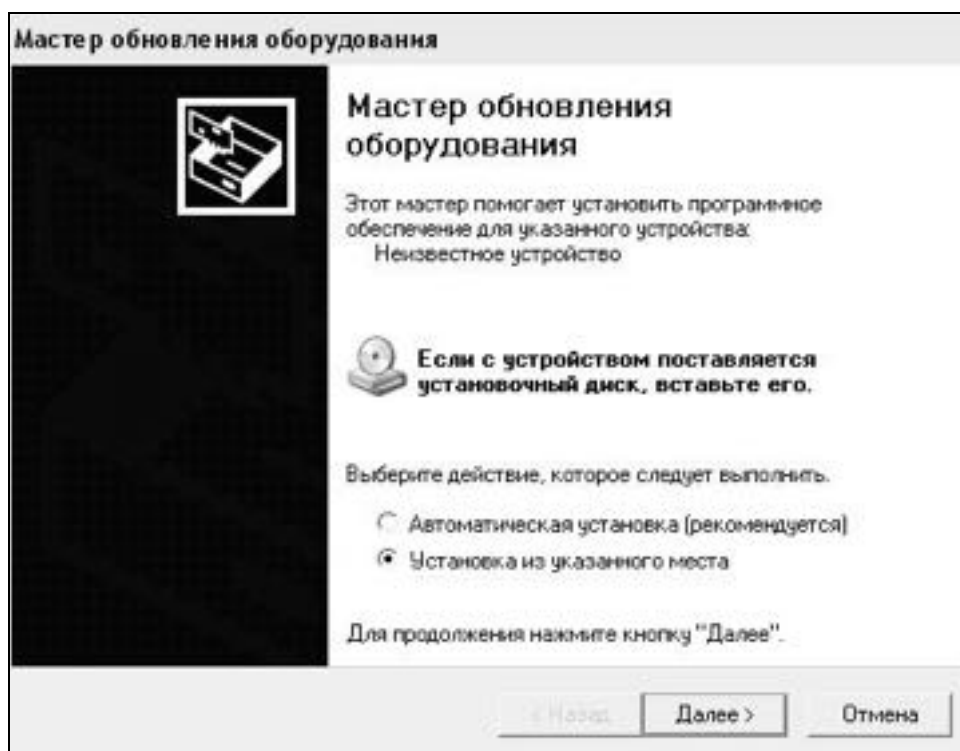 Мастер обновления оборудования
Мастер обновления
оборудования
Этот мастер помогает установить программное
обеспечение для указанного устройства:
Неизвестное устройство
Если с устройством поставляется
установочный диск, вставьте его.
Выберите действие, которое следует выполнить.
Автоматическая установка (рекомендуется)
Установка из указанного места
Для продолжения нажмите кнопку "Далее".
< Назад
Далее >
Отмена